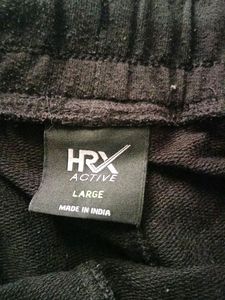 HRX
ACTIVE
LARGE
MADE IN INDIA